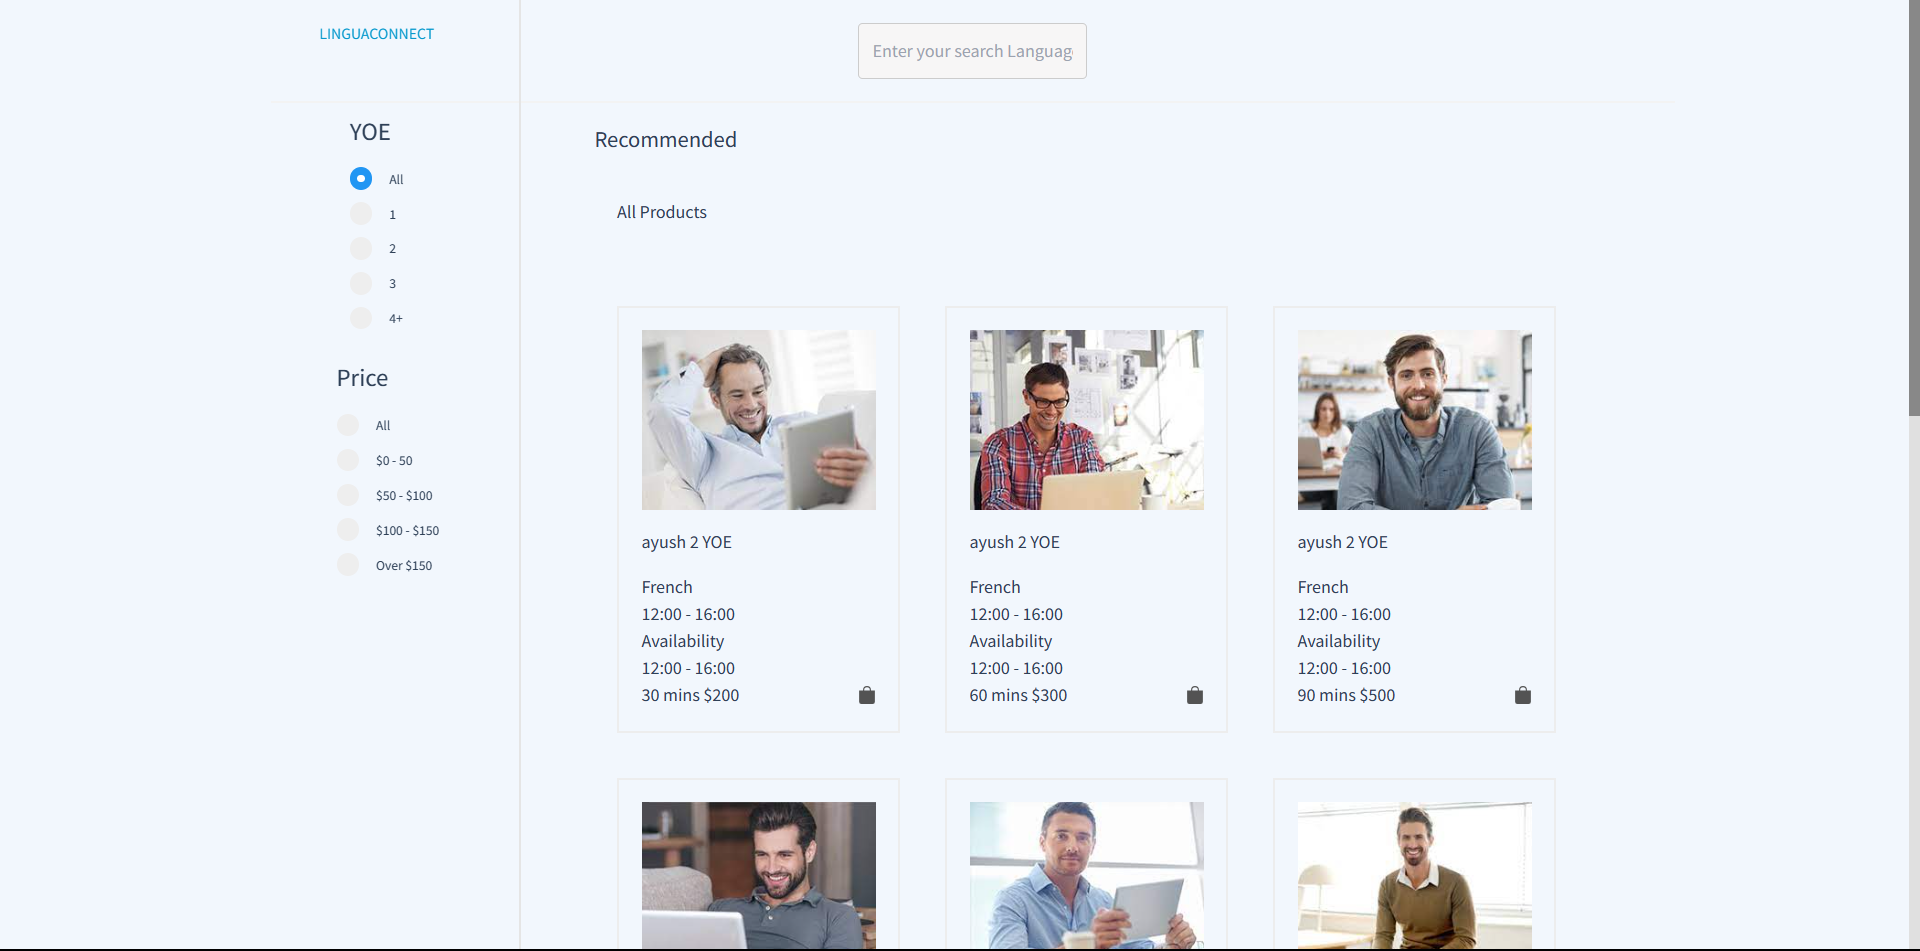 LINGUACONNECT
Enter your search Languag
YOE
All
1
2
3
4+
Price
All
$0 - 50
$50 - $100
$100 - $150
Over $150
Recommended
All Products
ayush 2 YOE
French
12:00 - 16:00
Availability
12:00 - 16:00
30 mins $200
ayush 2 YOE
French
12:00 - 16:00
Availability
12:00 - 16:00
60 mins $300
ayush 2 YOE
French
12:00 - 16:00
Availability
12:00 - 16:00
90 mins $500